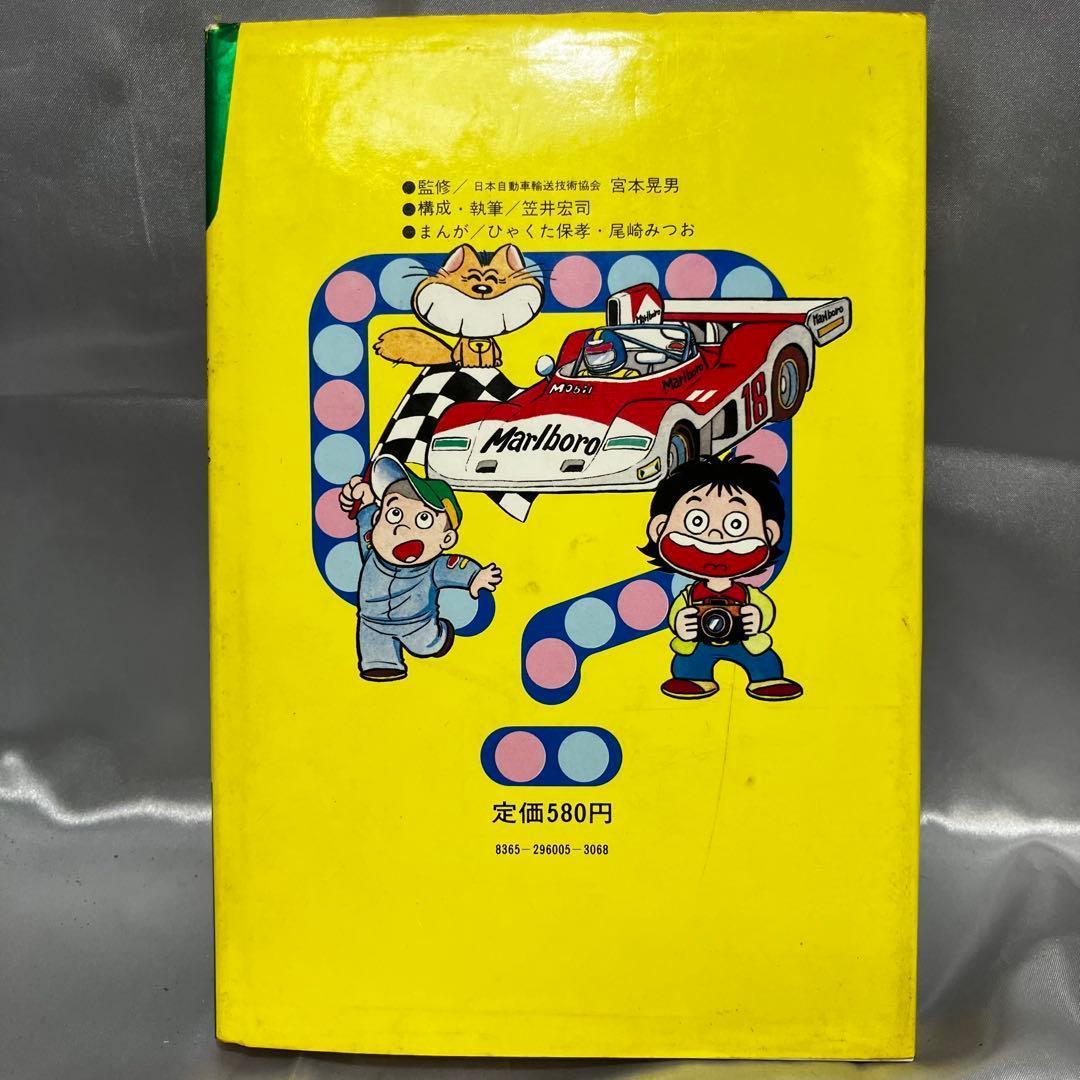 ●監修／日本自動車輸送技術協会 宮本晃男
●構成・執筆／笠井宏司
●まんが／ひゃくた保孝・尾崎みつお
Marlboro
Marlboro
Mobil
Marlboro
18
Marlboro
定価580円
8365-296005-3068